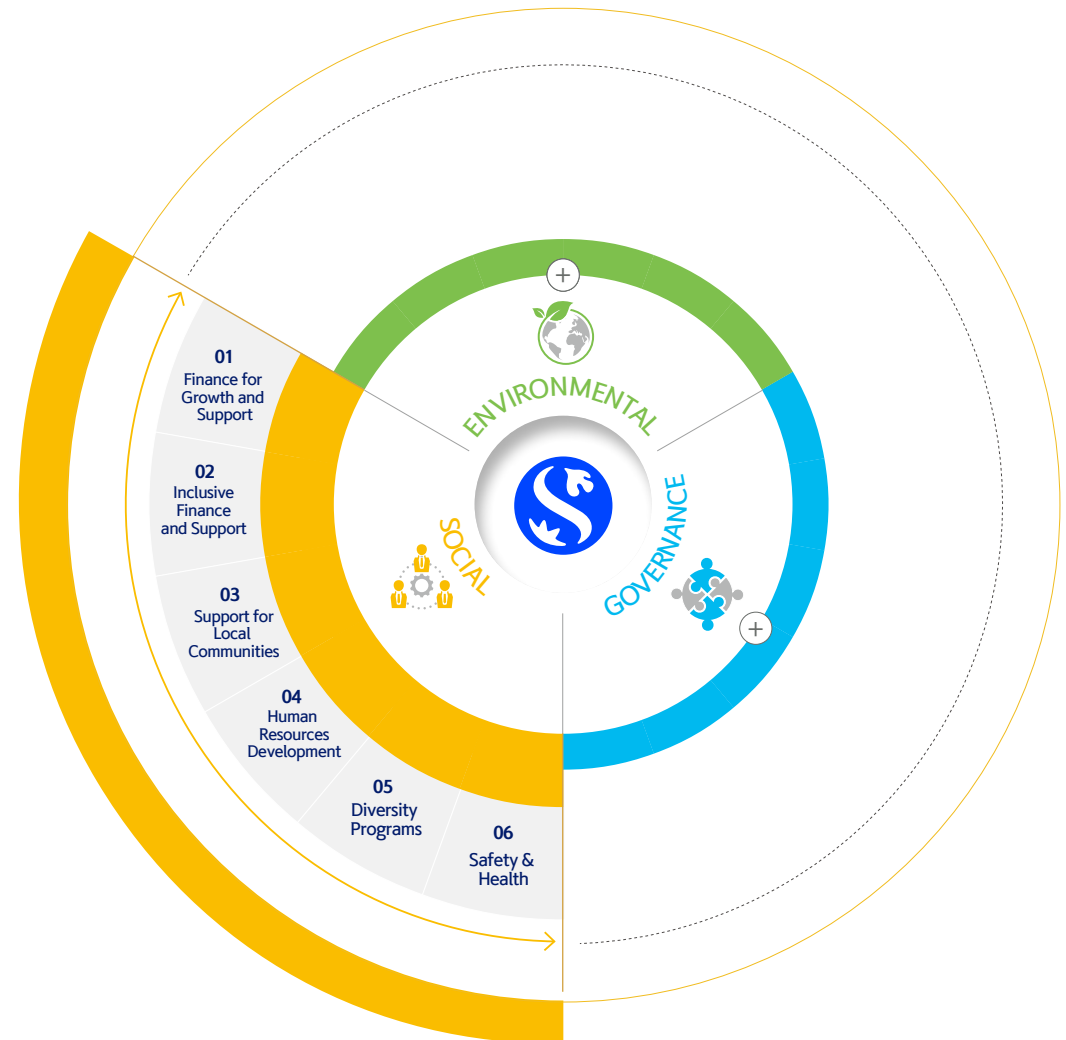 ENVIRONMENTAL
SOCIAL
GOVERNANCE
01
Finance for
Growth and
Support
02
Inclusive
Finance
and Support
03
Support for
Local
Communities
04
Human
Resources
Development
05
Diversity
Programs
06
Safety &
Health